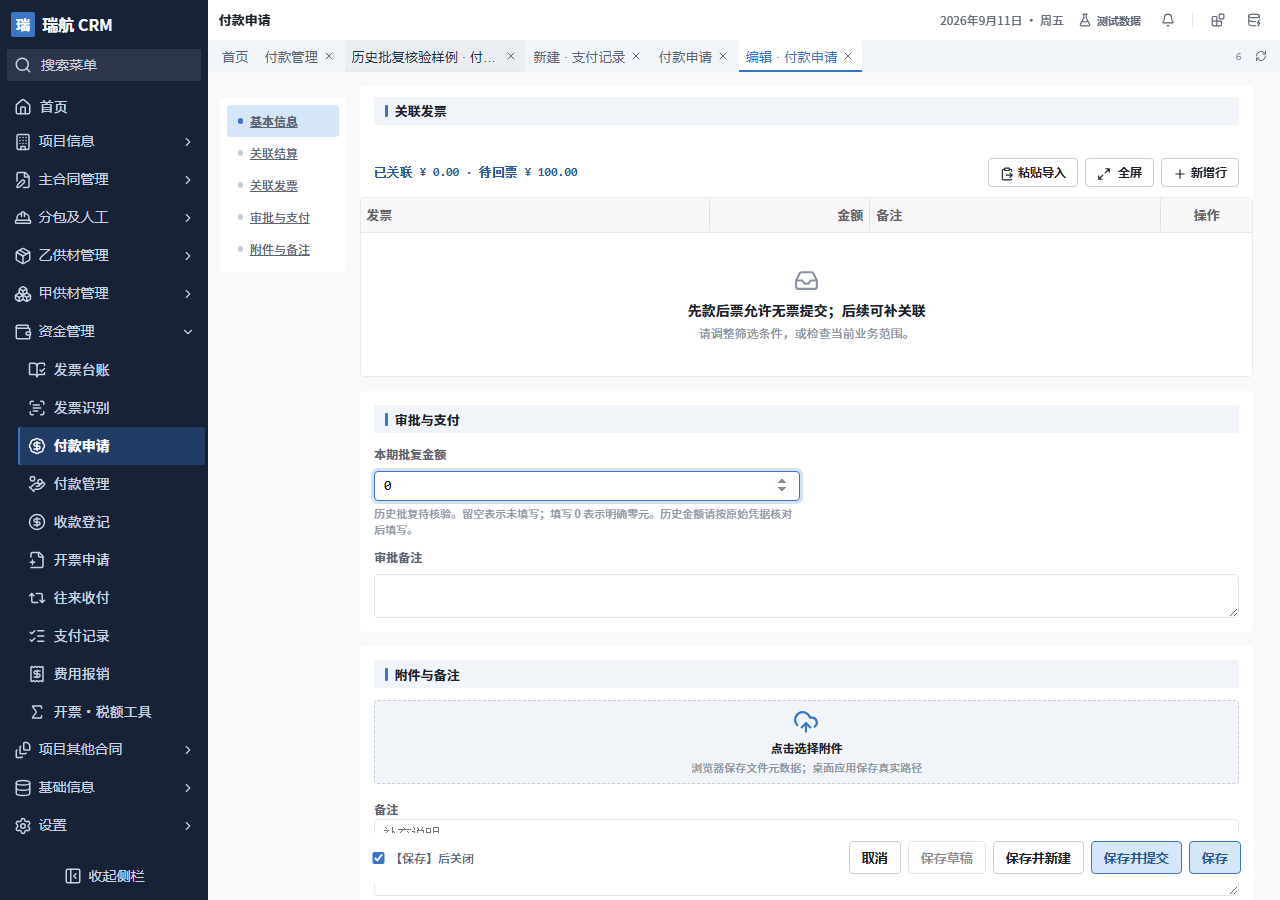 瑞 瑞航 CRM
搜索菜单
首页
项目信息
主合同管理
分包及人工
乙供材管理
甲供材管理
资金管理
发票台账
发票识别
付款申请
付款管理
收款登记
开票申请
往来收付
支付记录
费用报销
开票・税额工具
项目其他合同
基础信息
设置
收起侧栏
付款申请
2026年9月11日 · 周五 测试数据
首页 付款管理 历史批复核验样例 · 付... 新建 · 支付记录 付款申请 编辑 · 付款申请 6
基本信息
关联结算
关联发票
审批与支付
附件与备注
关联发票
已关联 ¥ 0.00 · 待回票 ¥ 100.00 粘贴导入 全屏 新增行
发票 金额 备注 操作
先款后票允许无票提交；后续可补关联
请调整筛选条件，或检查当前业务范围。
审批与支付
本期批复金额
0
历史批复待核验。留空表示未填写；填写 0 表示明确零元。历史金额请按原始凭据核对
后填写。
审批备注
附件与备注
点击选择附件
浏览器保存文件元数据；桌面应用保存真实路径
备注
补充说明
【保存】后关闭 取消 保存草稿 保存并新建 保存并提交 保存